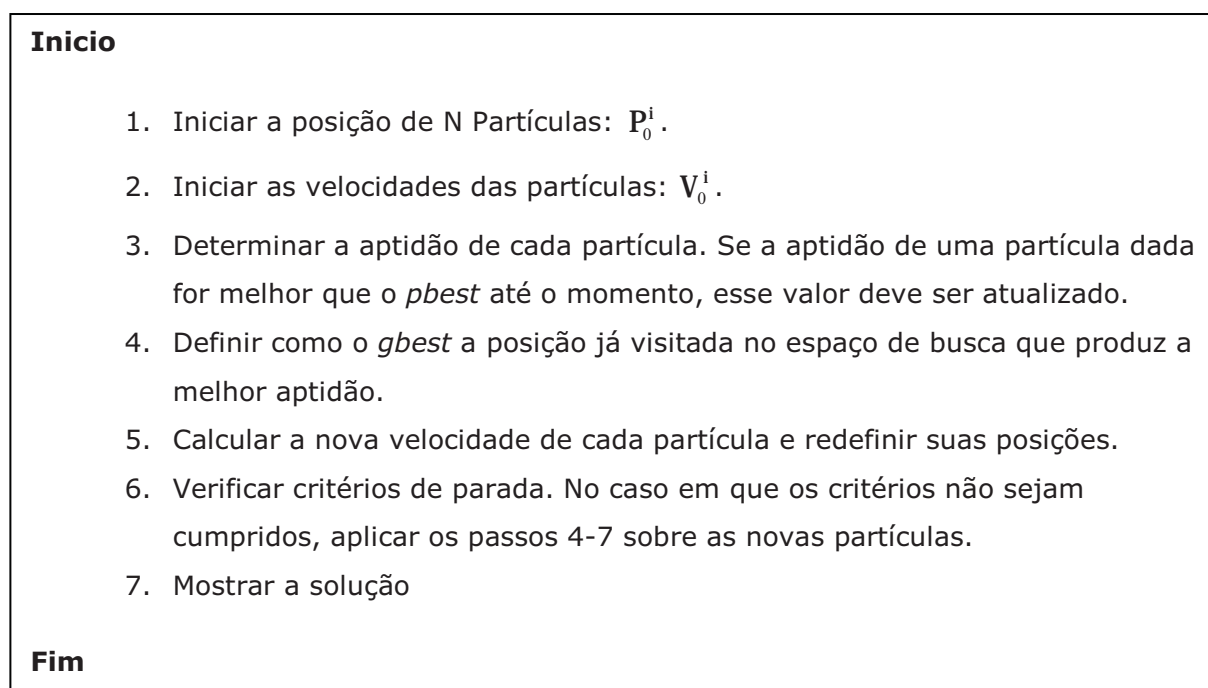 Inicio
1. Iniciar a posição de N Partículas: P₀ⁱ.
2. Iniciar as velocidades das partículas: V₀ⁱ.
3. Determinar a aptidão de cada partícula. Se a aptidão de uma partícula dada
for melhor que o pbest até o momento, esse valor deve ser atualizado.
4. Definir como o gbest a posição já visitada no espaço de busca que produz a
melhor aptidão.
5. Calcular a nova velocidade de cada partícula e redefinir suas posições.
6. Verificar critérios de parada. No caso em que os critérios não sejam
cumpridos, aplicar os passos 4-7 sobre as novas partículas.
7. Mostrar a solução
Fim